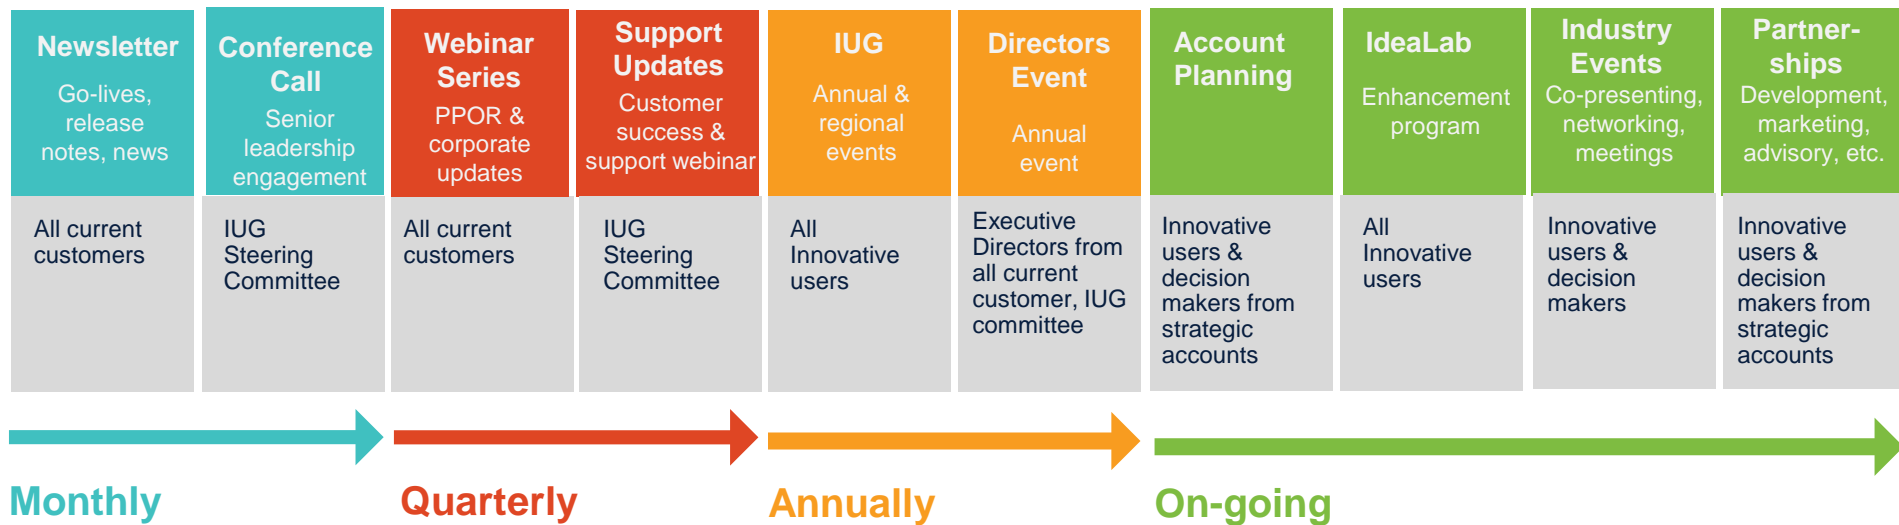 Newsletter
Go-lives,
release
notes, news
All current
customers
Conference
Call
Senior
leadership
engagement
IUG
Steering
Committee
Webinar
Series
PPOR &
corporate
updates
All current
customers
Support
Updates
Customer
success &
support webinar
IUG
Steering
Committee
IUG
Annual &
regional
events
All
Innovative
users
Directors
Event
Annual
event
Executive
Directors from
all current
customer, IUG
committee
Account
Planning
Innovative
users &
decision
makers from
strategic
accounts
IdeaLab
Enhancement
program
All
Innovative
users
Industry
Events
Co-presenting,
networking,
meetings
Innovative
users &
decision
makers
Partner-
ships
Development,
marketing,
advisory, etc.
Innovative
users &
decision
makers from
strategic
accounts
Monthly
Quarterly
Annually
On-going